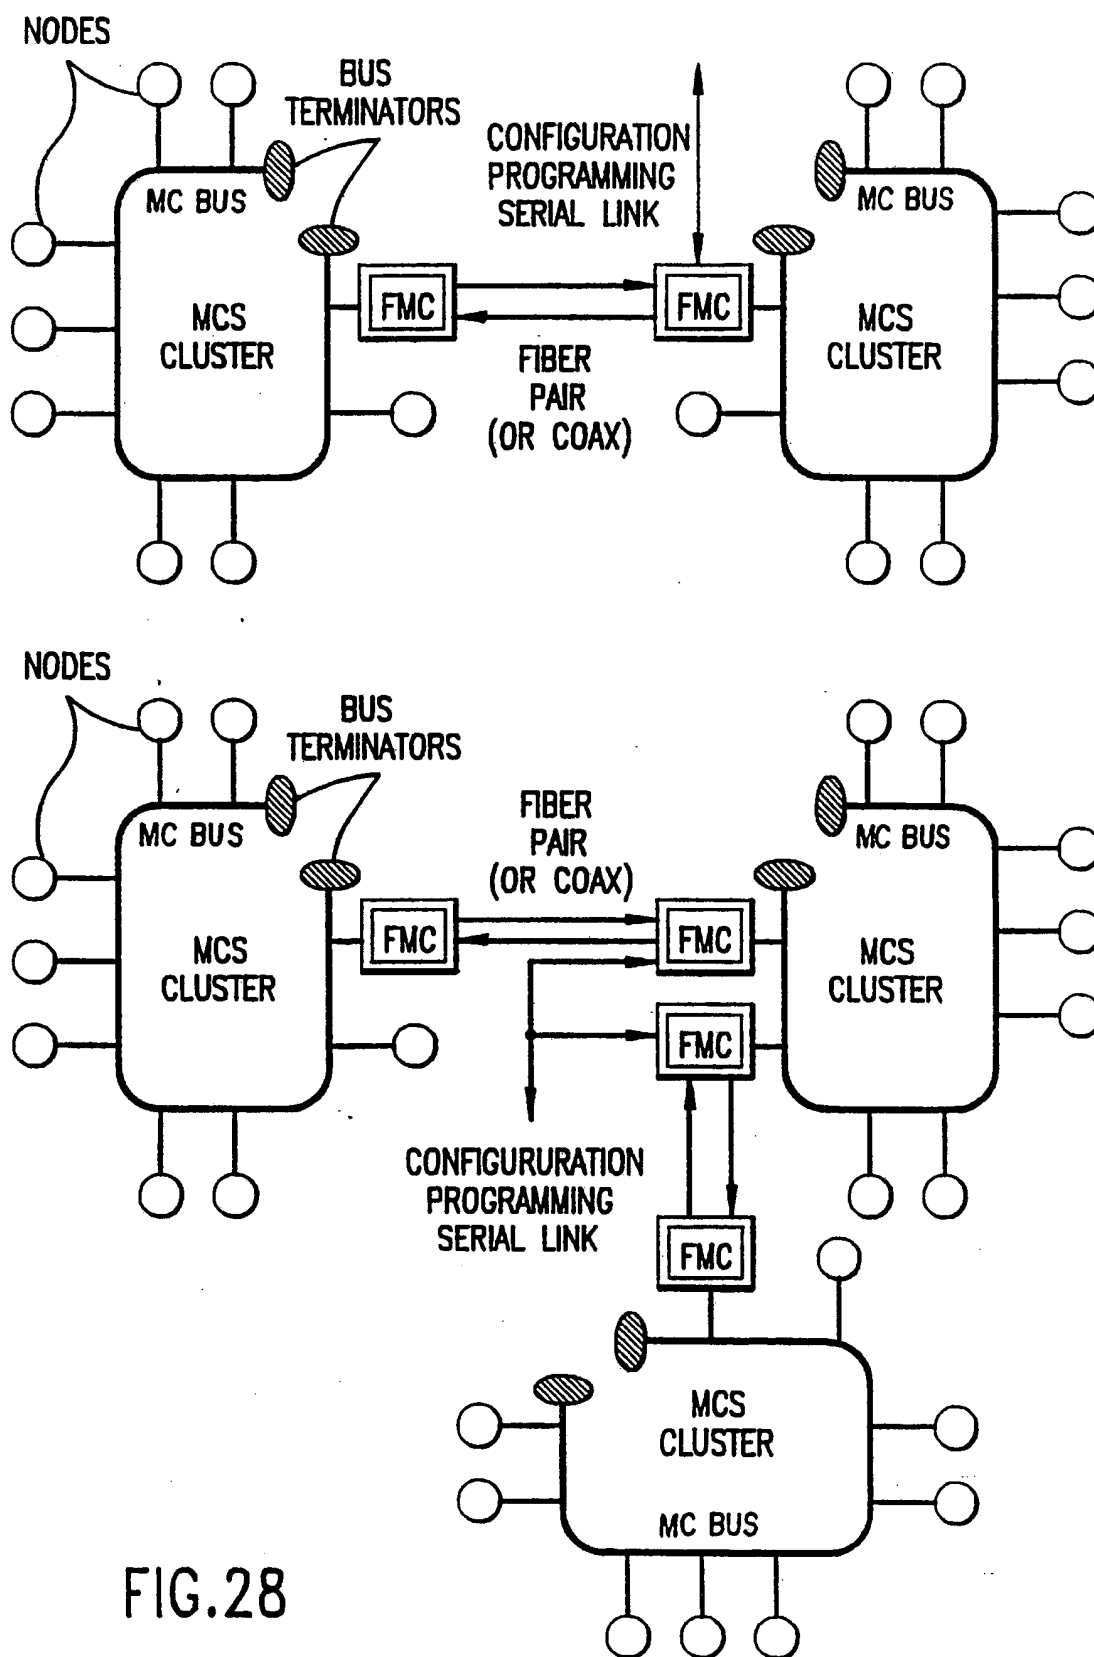 NODES
BUS
TERMINATORS
CONFIGURATION
PROGRAMMING
SERIAL LINK
MC BUS
MC BUS
MCS
CLUSTER
FMC
FMC
MCS
CLUSTER
FIBER
PAIR
(OR COAX)
NODES
BUS
TERMINATORS
FIBER
PAIR
(OR COAX)
MC BUS
MC BUS
MCS
CLUSTER
FMC
FMC
MCS
CLUSTER
FMC
CONFIGURURATION
PROGRAMMING
SERIAL LINK
FMC
MCS
CLUSTER
MC BUS
FIG.28